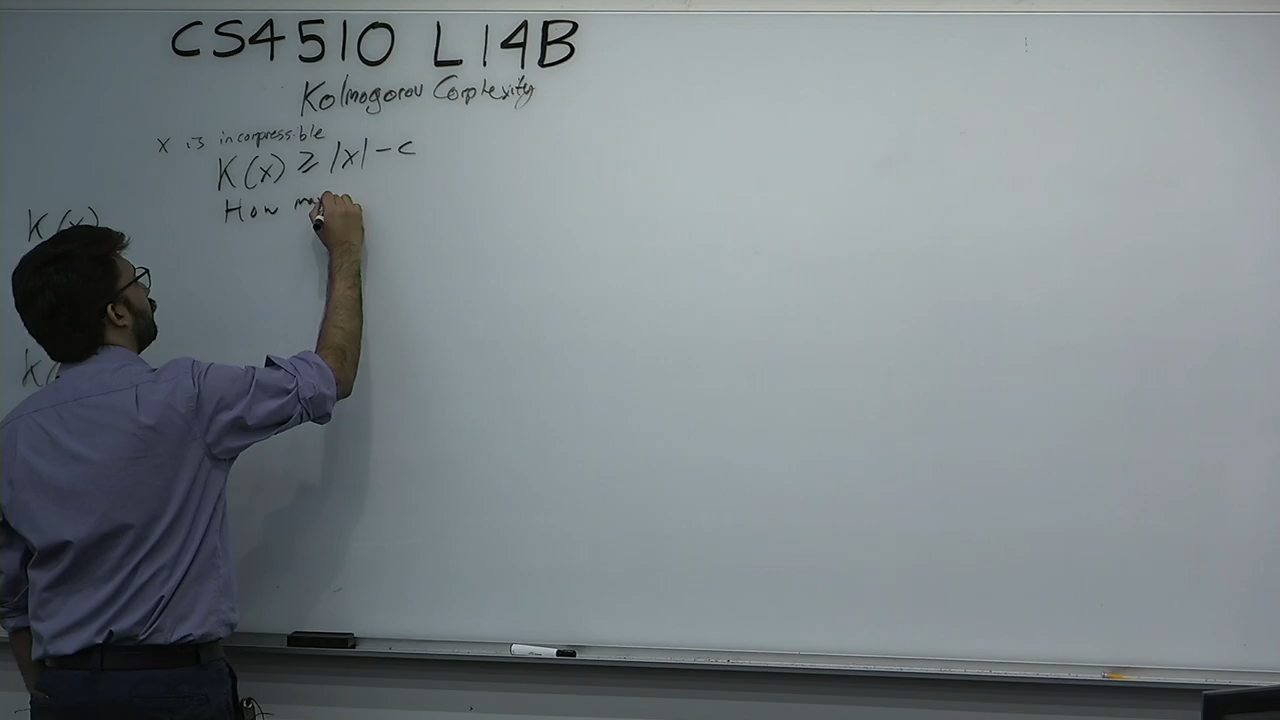 CS4510 L14B
Kolmogorov Complexity
x is incompressible
K(x) ≥ |x| - c
How
K(x)
K(